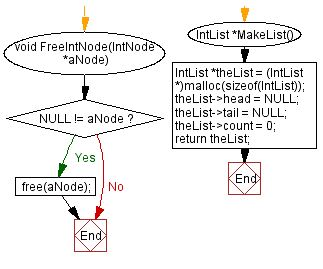 void FreeIntNode(IntNode
*aNode)
NULL != aNode ?
Yes
No
free(aNode);
End
IntList *MakeList()
IntList *theList = (IntList
*)malloc(sizeof(IntList));
theList->head = NULL;
theList->tail = NULL;
theList->count = 0;
return theList;
End